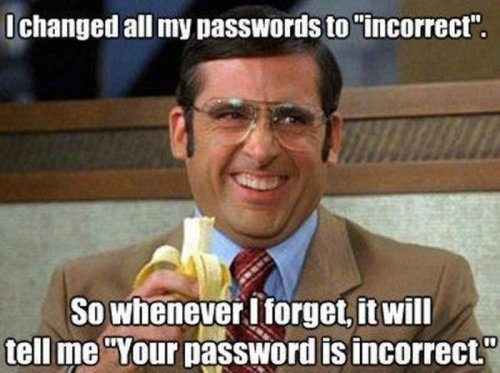 I changed all my passwords to "incorrect".
So whenever I forget, it will
tell me "Your password is incorrect."